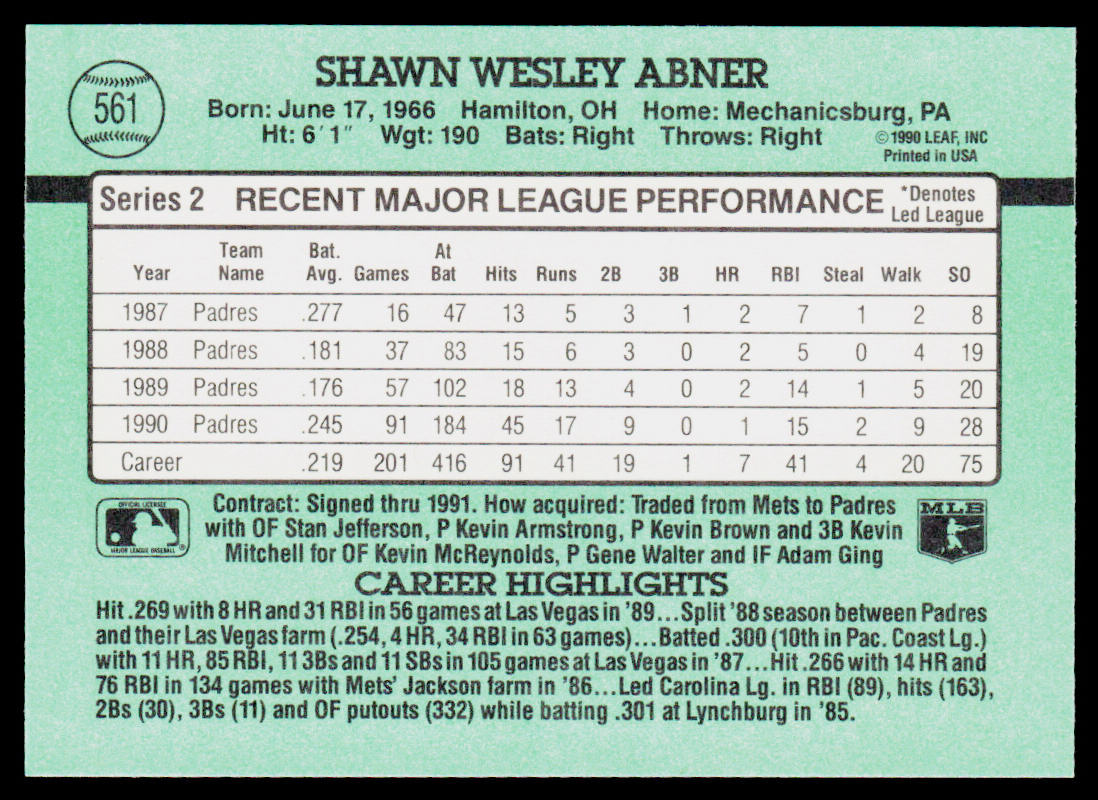 SHAWN WESLEY ABNER
561
Born: June 17, 1966 Hamilton, OH Home: Mechanicsburg, PA
Ht: 6´1˝ Wgt: 190 Bats: Right Throws: Right
©1990 LEAF, INC
Printed in USA
Series 2 RECENT MAJOR LEAGUE PERFORMANCE
*Denotes
Led League
Year Team Name Bat. Avg. Games At Bat Hits Runs 2B 3B HR RBI Steal Walk SO
1987 Padres .277 16 47 13 5 3 1 2 7 1 2 8
1988 Padres .181 37 83 15 6 3 0 2 5 0 4 19
1989 Padres .176 57 102 18 13 4 0 2 14 1 5 20
1990 Padres .245 91 184 45 17 9 0 1 15 2 9 28
Career .219 201 416 91 41 19 1 7 41 4 20 75
OFFICIAL LICENSEE
MAJOR LEAGUE BASEBALL
®
Contract: Signed thru 1991. How acquired: Traded from Mets to Padres
with OF Stan Jefferson, P Kevin Armstrong, P Kevin Brown and 3B Kevin
Mitchell for OF Kevin McReynolds, P Gene Walter and IF Adam Ging
MLB
CAREER HIGHLIGHTS
Hit .269 with 8 HR and 31 RBI in 56 games at Las Vegas in '89...Split '88 season between Padres
and their Las Vegas farm (.254, 4 HR, 34 RBI in 63 games)...Batted .300 (10th in Pac. Coast Lg.)
with 11 HR, 85 RBI, 11 3Bs and 11 SBs in 105 games at Las Vegas in '87...Hit .266 with 14 HR and
76 RBI in 134 games with Mets' Jackson farm in '86...Led Carolina Lg. in RBI (89), hits (163),
2Bs (30), 3Bs (11) and OF putouts (332) while batting .301 at Lynchburg in '85.